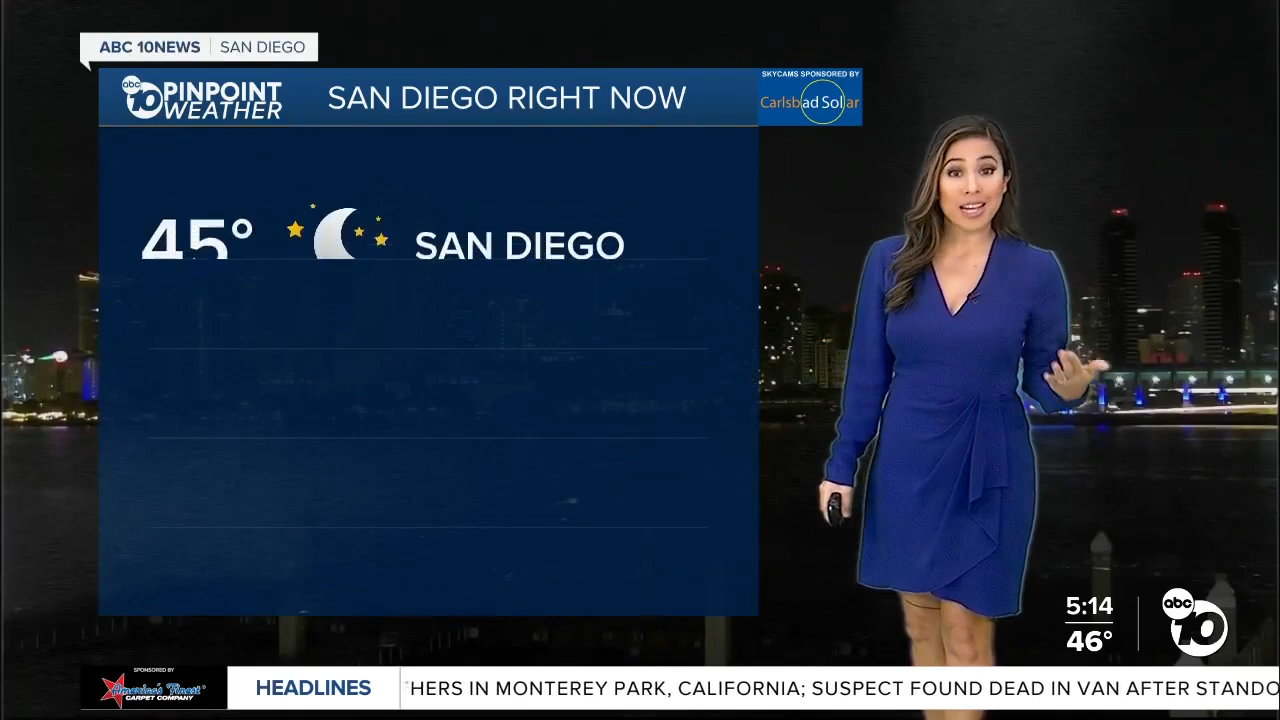 ABC 10NEWS | SAN DIEGO
abc 10 PINPOINT WEATHER
SAN DIEGO RIGHT NOW
SKYCAMS SPONSORED BY
Carlsbad Solar
45° SAN DIEGO
5:14
46°
abc 10
SPONSORED BY
America's Finest
CARPET COMPANY
HEADLINES
HERS IN MONTEREY PARK, CALIFORNIA; SUSPECT FOUND DEAD IN VAN AFTER STANDO